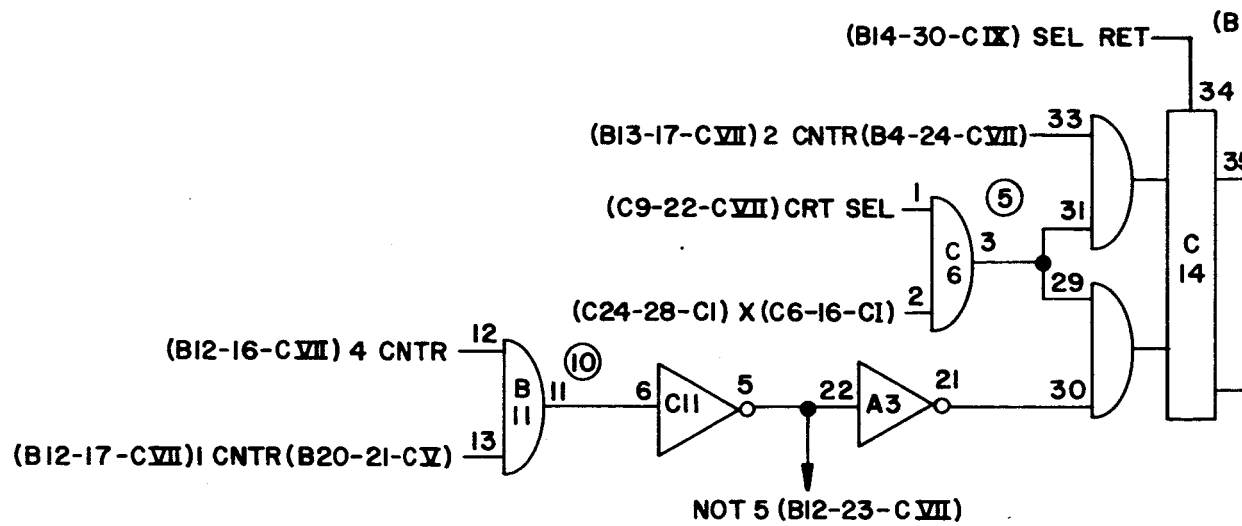 (B
(B14-30-CIX) SEL RET
34
(B13-17-CVII) 2 CNTR (B4-24-CVII)
33
35
(C9-22-CVII) CRT SEL
1
5
31
C
6
3
C
14
(C24-28-CI) X (C6-16-CI)
2
29
(B12-16-CVII) 4 CNTR
12
10
B
11
11
6
C11
5
22
A3
21
30
(B12-17-CVII) 1 CNTR (B20-21-CV)
13
NOT 5 (B12-23-CVII)